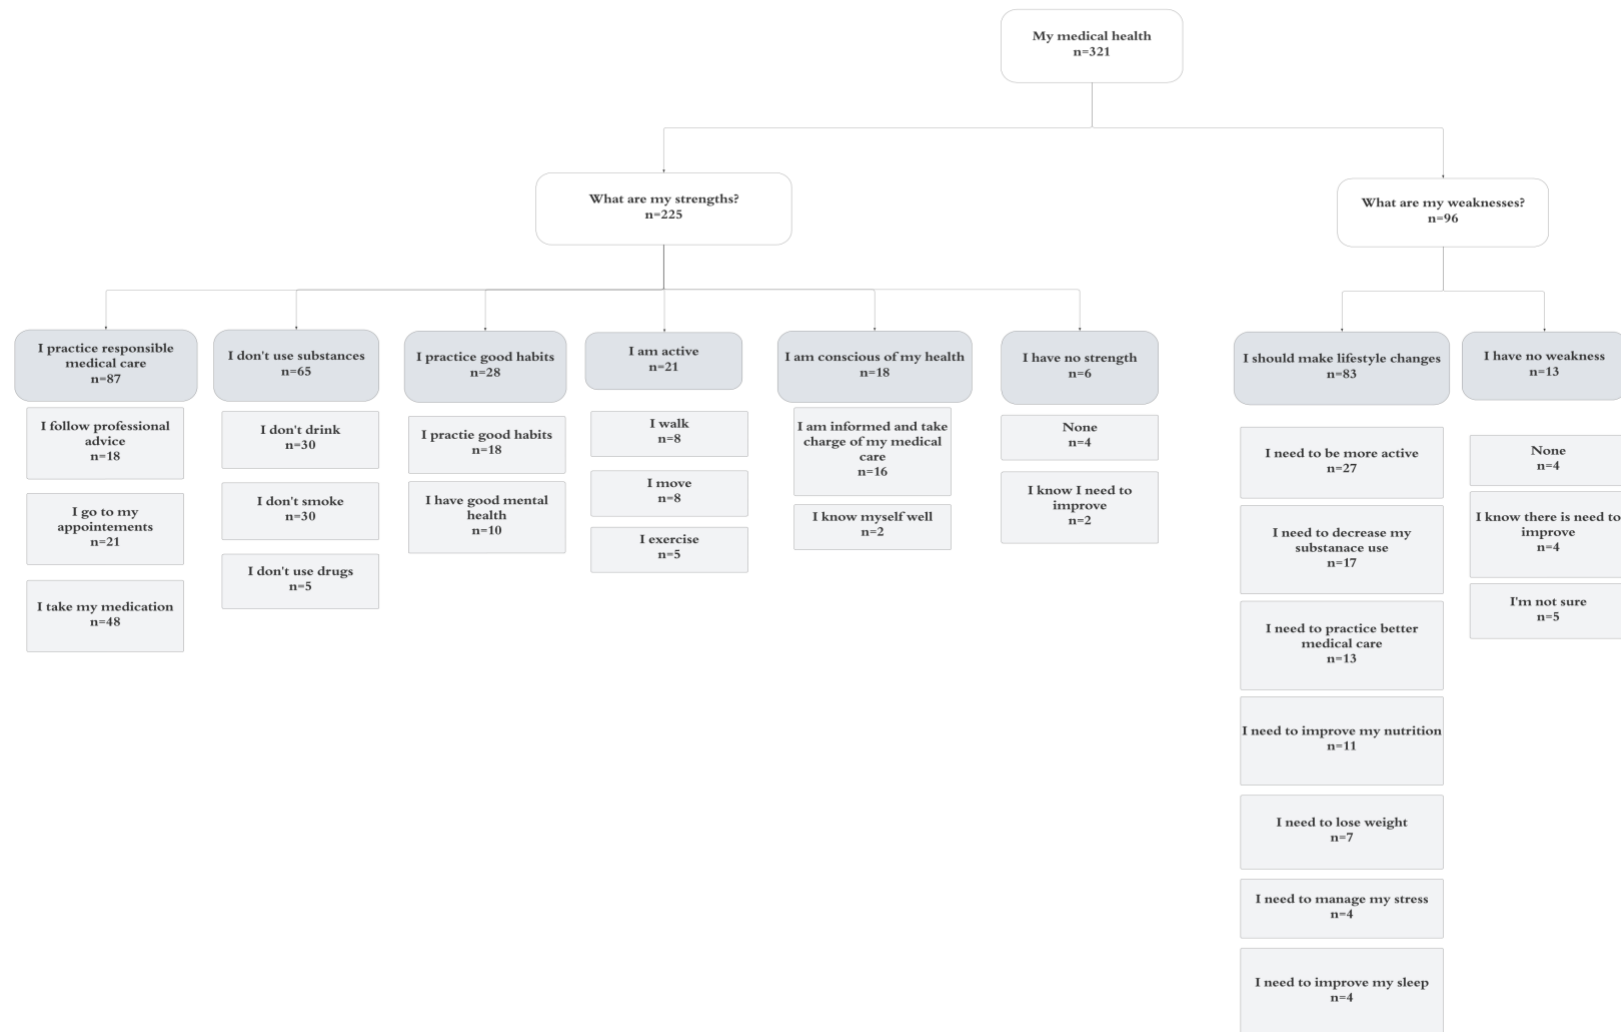 My medical health
n=321
What are my strengths?
n=225
What are my weaknesses?
n=96
I practice responsible
medical care
n=87
I don't use substances
n=65
I practice good habits
n=28
I am active
n=21
I am conscious of my health
n=18
I have no strength
n=6
I should make lifestyle changes
n=83
I have no weakness
n=13
I follow professional
advice
n=18
I go to my
appointements
n=21
I take my medication
n=48
I don't drink
n=30
I don't smoke
n=30
I don't use drugs
n=5
I practie good habits
n=18
I have good mental
health
n=10
I walk
n=8
I move
n=8
I exercise
n=5
I am informed and take
charge of my medical
care
n=16
I know myself well
n=2
None
n=4
I know I need to
improve
n=2
I need to be more active
n=27
I need to decrease my
substanace use
n=17
I need to practice better
medical care
n=13
I need to improve my nutrition
n=11
I need to lose weight
n=7
I need to manage my stress
n=4
I need to improve my sleep
n=4
None
n=4
I know there is need to
improve
n=4
I'm not sure
n=5